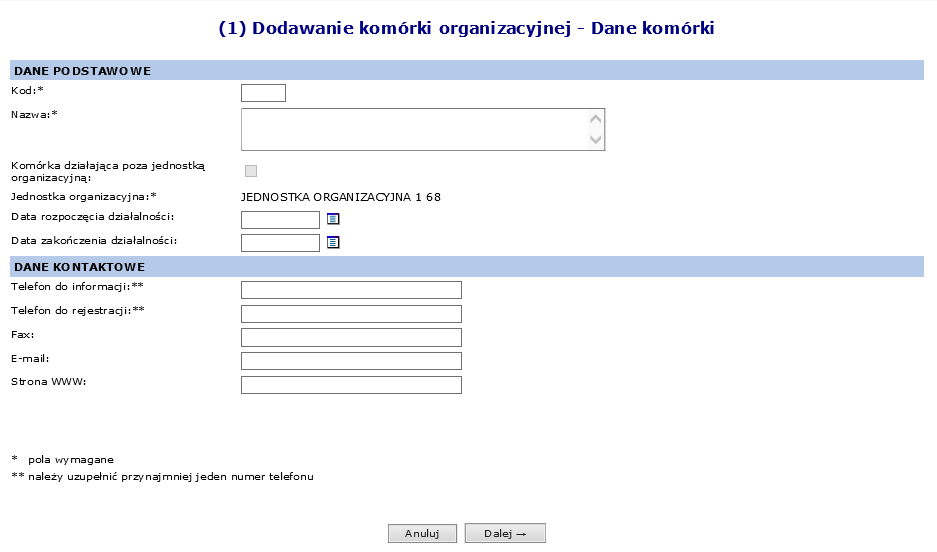 (1) Dodawanie komórki organizacyjnej - Dane komórki
DANE PODSTAWOWE
Kod:*
Nazwa:*
Komórka działająca poza jednostką
organizacyjną:
Jednostka organizacyjna:* JEDNOSTKA ORGANIZACYJNA 1 68
Data rozpoczęcia działalności:
Data zakończenia działalności:
DANE KONTAKTOWE
Telefon do informacji:**
Telefon do rejestracji:**
Fax:
E-mail:
Strona WWW:
* pola wymagane
** należy uzupełnić przynajmniej jeden numer telefonu
Anuluj Dalej →